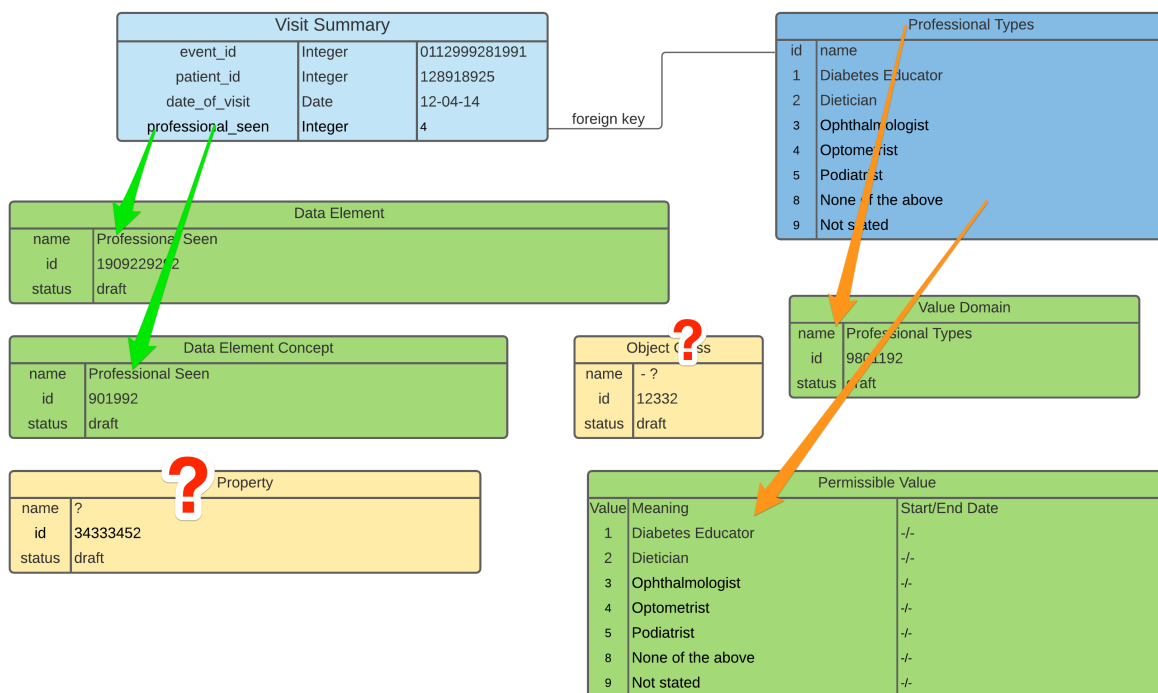 Visit Summary
event_id Integer 0112999281991
patient_id Integer 128918925
date_of_visit Date 12-04-14
professional_seen Integer 4
foreign key
Professional Types
id name
1 Diabetes Educator
2 Dietician
3 Ophthalmologist
4 Optometrist
5 Podiatrist
8 None of the above
9 Not stated
Data Element
name Professional Seen
id 1909229292
status draft
Value Domain
name Professional Types
id 9801192
status draft
Data Element Concept
name Professional Seen
id 901992
status draft
Object Class
?
name - ?
id 12332
status draft
Property
?
name ?
id 34333452
status draft
Permissible Value
Value Meaning Start/End Date
1 Diabetes Educator -/-
2 Dietician -/-
3 Ophthalmologist -/-
4 Optometrist -/-
5 Podiatrist -/-
8 None of the above -/-
9 Not stated -/-